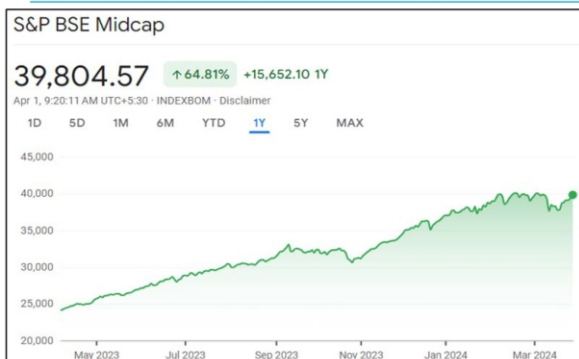 S&P BSE Midcap
39,804.57 ↑ 64.81% +15,652.10 1Y
Apr 1, 9:20:11 AM UTC+5:30 · INDEXBOM · Disclaimer
1D 5D 1M 6M YTD 1Y 5Y MAX
45,000
40,000
35,000
30,000
25,000
20,000
May 2023 Jul 2023 Sep 2023 Nov 2023 Jan 2024 Mar 2024